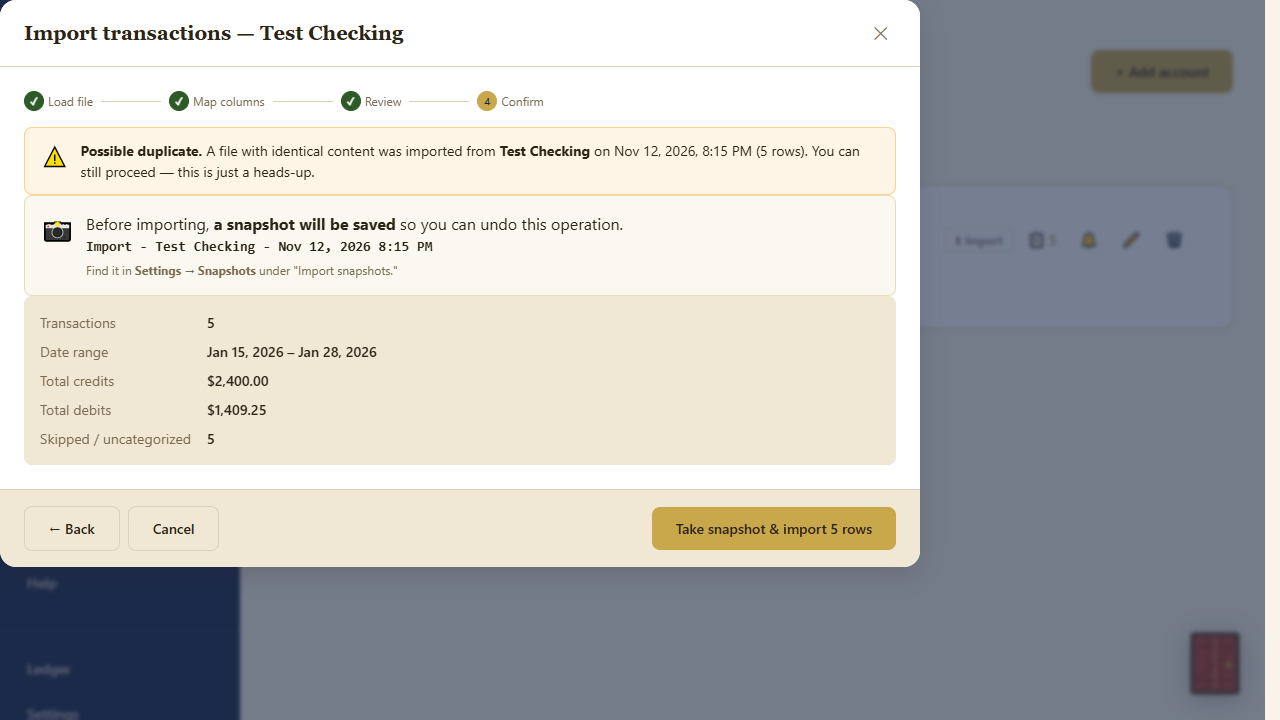 Import transactions — Test Checking
Load file
Map columns
Review
4 Confirm
Possible duplicate. A file with identical content was imported from Test Checking on Nov 12, 2026, 8:15 PM (5 rows). You can
still proceed — this is just a heads-up.
Before importing, a snapshot will be saved so you can undo this operation.
Import - Test Checking - Nov 12, 2026 8:15 PM
Find it in Settings → Snapshots under "Import snapshots."
Transactions 5
Date range Jan 15, 2026 – Jan 28, 2026
Total credits $2,400.00
Total debits $1,409.25
Skipped / uncategorized 5
← Back
Cancel
Take snapshot & import 5 rows
+ Add account
Import
5
Help
Ledger
Settings